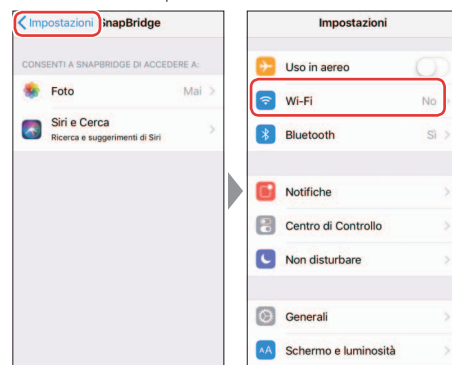 Impostazioni SnapBridge
CONSENTI A SNAPBRIDGE DI ACCEDERE A:
Foto Mai
Siri e Cerca
Ricerca e suggerimenti di Siri
Impostazioni
Uso in aereo
Wi-Fi No
Bluetooth Sì
Notifiche
Centro di Controllo
Non disturbare
Generali
AA Schermo e luminosità